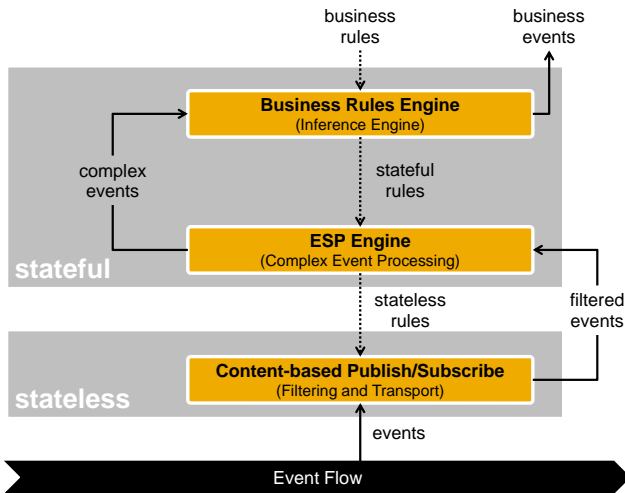 business
rules
business
events
Business Rules Engine
(Inference Engine)
complex
events
stateful
rules
ESP Engine
(Complex Event Processing)
stateful
stateless
rules
filtered
events
Content-based Publish/Subscribe
(Filtering and Transport)
stateless
events
Event Flow